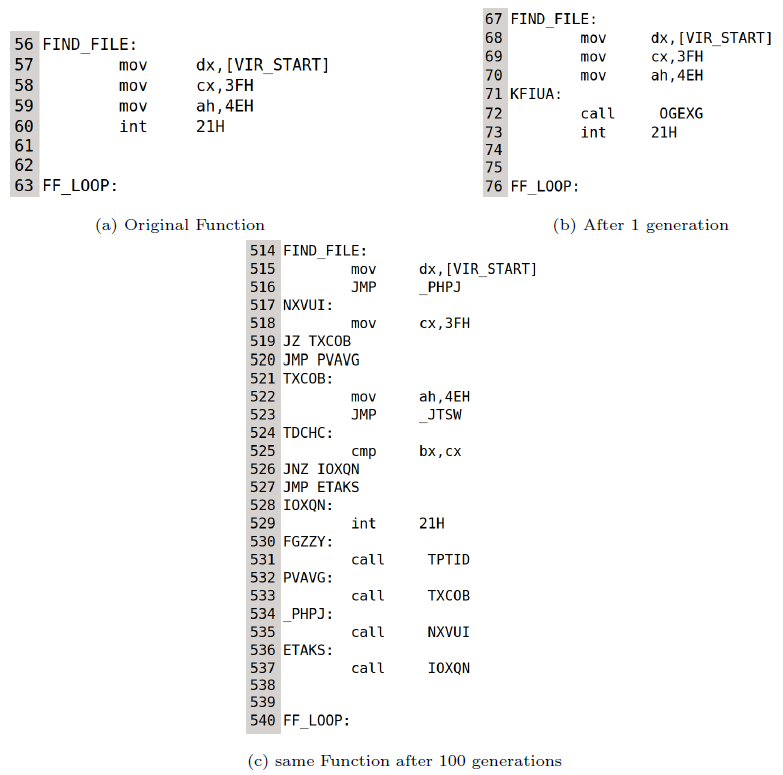 56 FIND_FILE:
57 mov dx,[VIR_START]
58 mov cx,3FH
59 mov ah,4EH
60 int 21H
61
62
63 FF_LOOP:
(a) Original Function
67 FIND_FILE:
68 mov dx,[VIR_START]
69 mov cx,3FH
70 mov ah,4EH
71 KFIUA:
72 call OGEXG
73 int 21H
74
75
76 FF_LOOP:
(b) After 1 generation
514 FIND_FILE:
515 mov dx,[VIR_START]
516 JMP _PHPJ
517 NXVUI:
518 mov cx,3FH
519 JZ TXCOB
520 JMP PVAVG
521 TXCOB:
522 mov ah,4EH
523 JMP _JTSW
524 TDCHC:
525 cmp bx,cx
526 JNZ IOXQN
527 JMP ETAKS
528 IOXQN:
529 int 21H
530 FGZZY:
531 call TPTID
532 PVAVG:
533 call TXCOB
534 _PHPJ:
535 call NXVUI
536 ETAKS:
537 call IOXQN
538
539
540 FF_LOOP:
(c) same Function after 100 generations